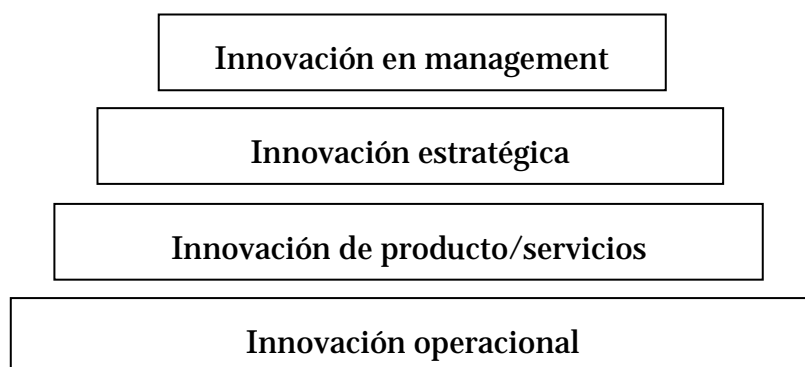 Innovación en management
Innovación estratégica
Innovación de producto/servicios
Innovación operacional